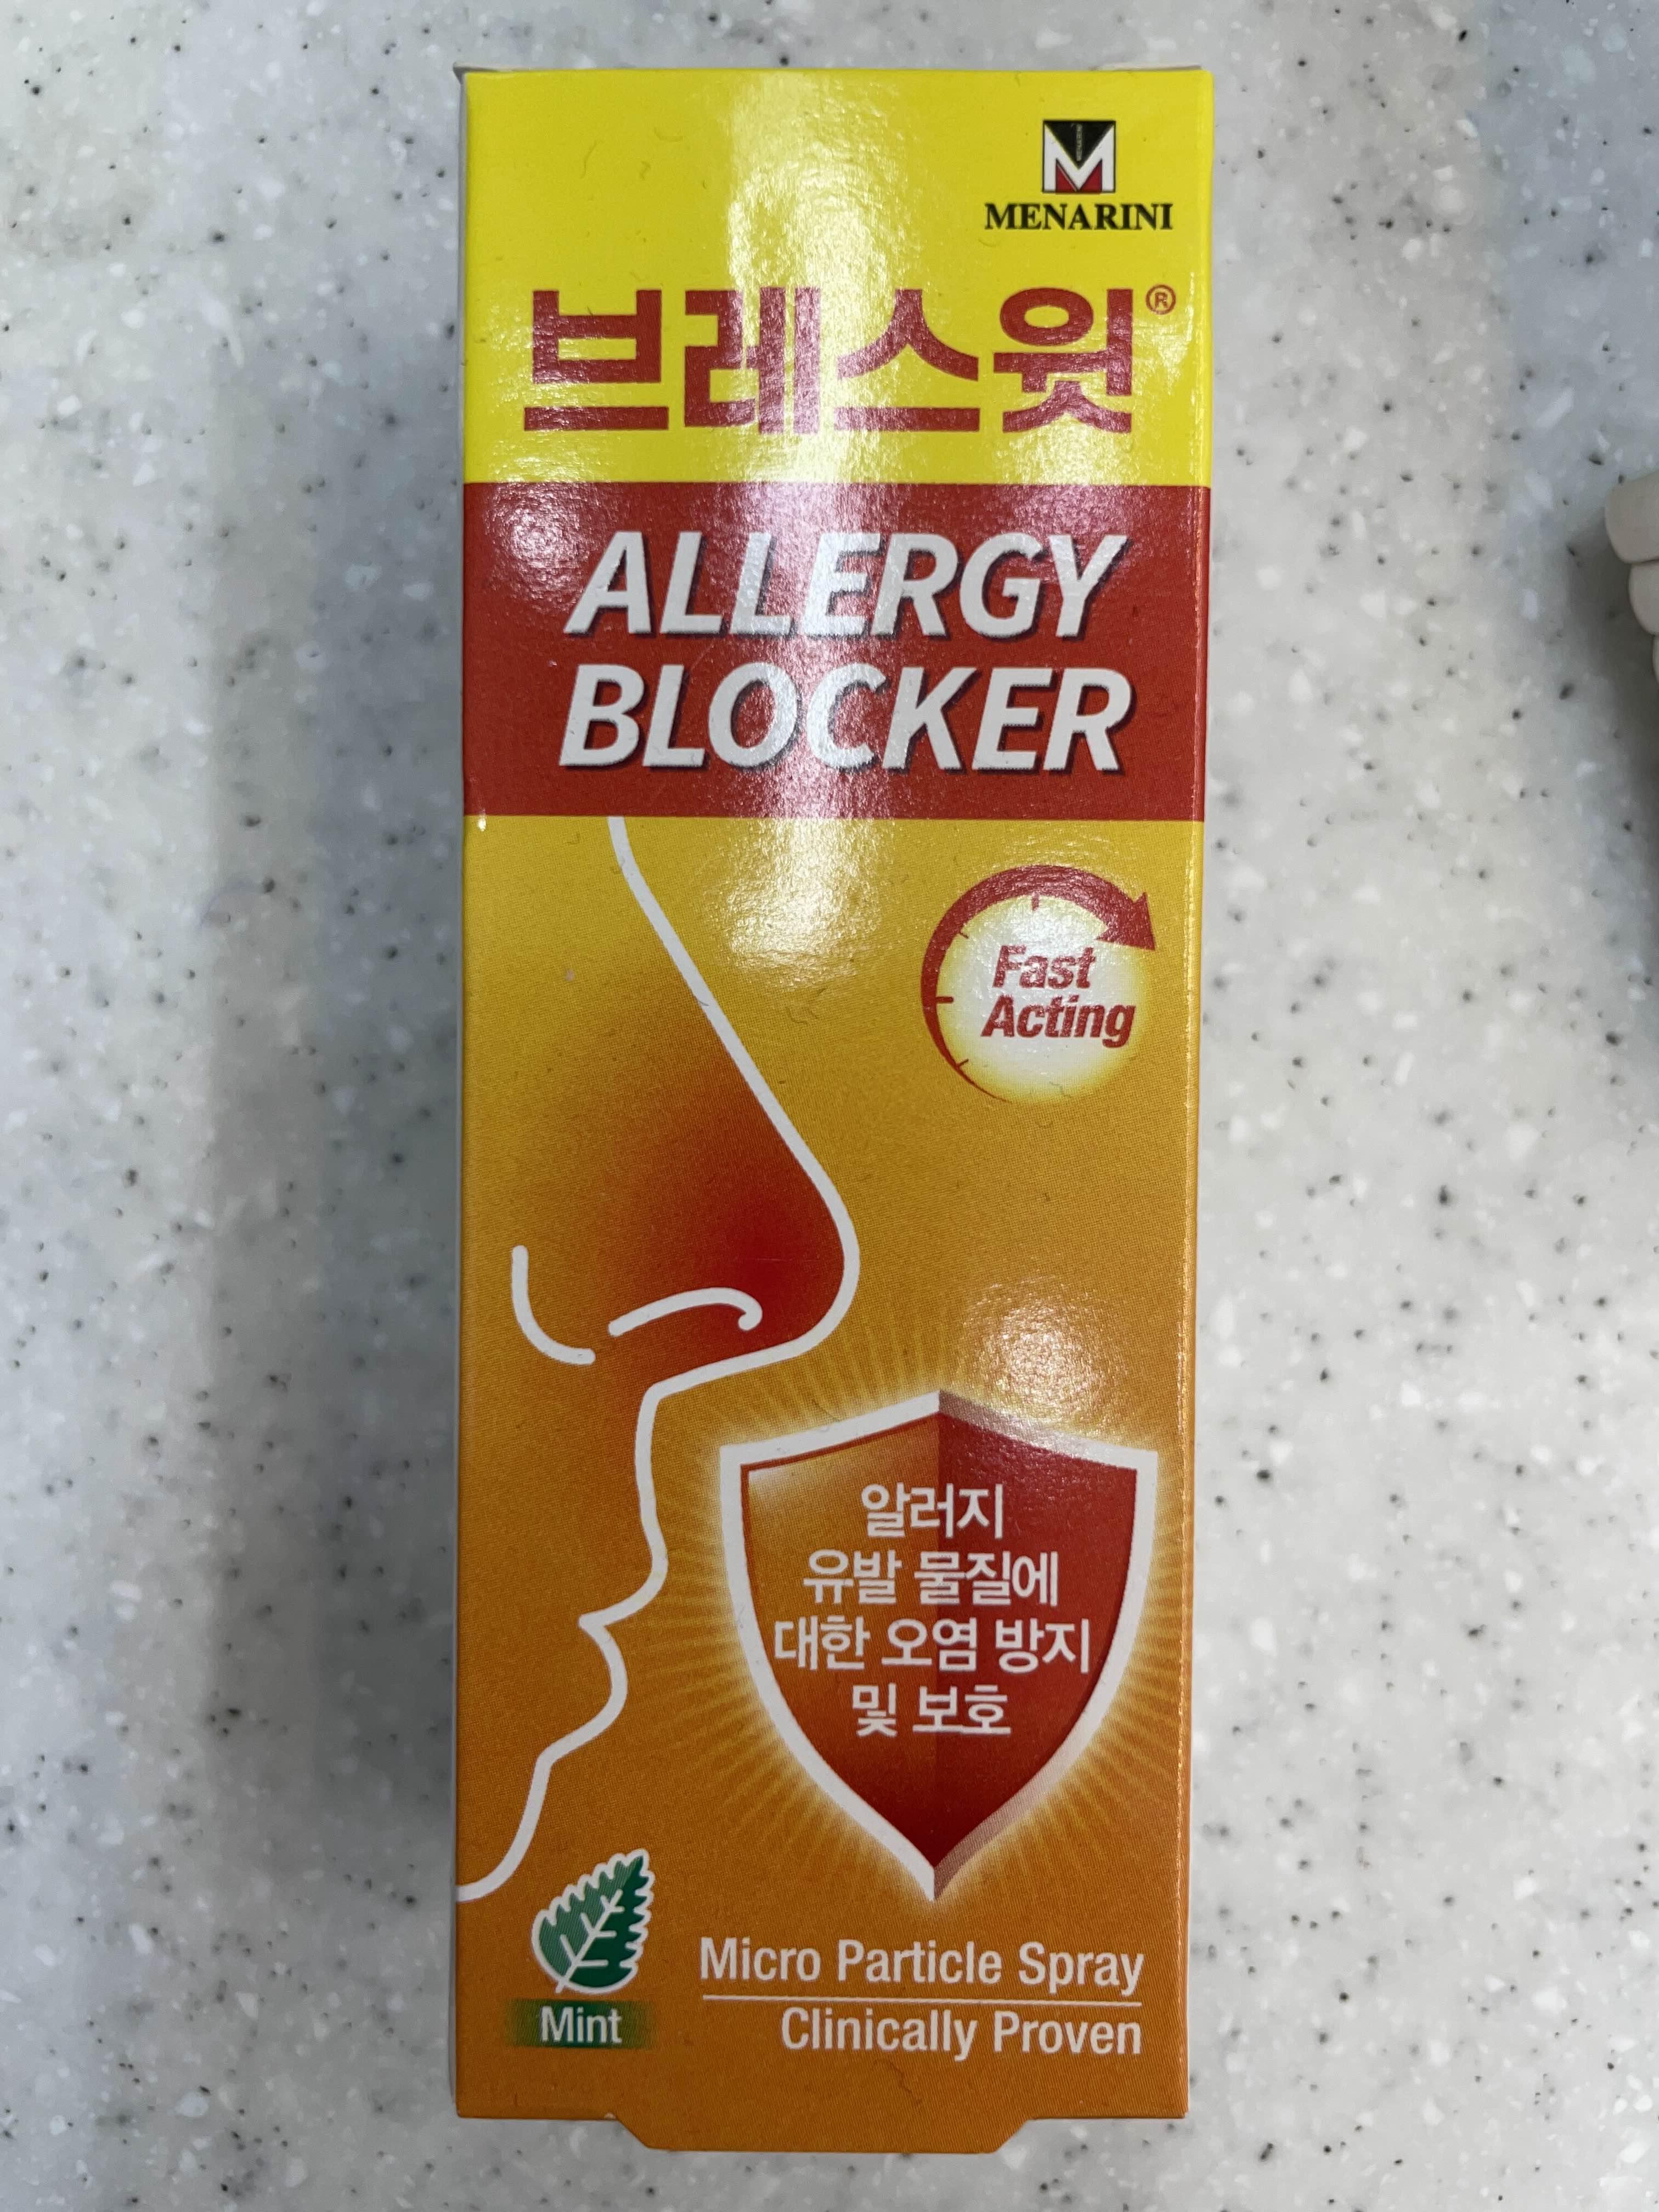 MENARINI
브레스윗®
ALLERGY
BLOCKER
Fast
Acting
알러지
유발 물질에
대한 오염 방지
및 보호
Mint
Micro Particle Spray
Clinically Proven